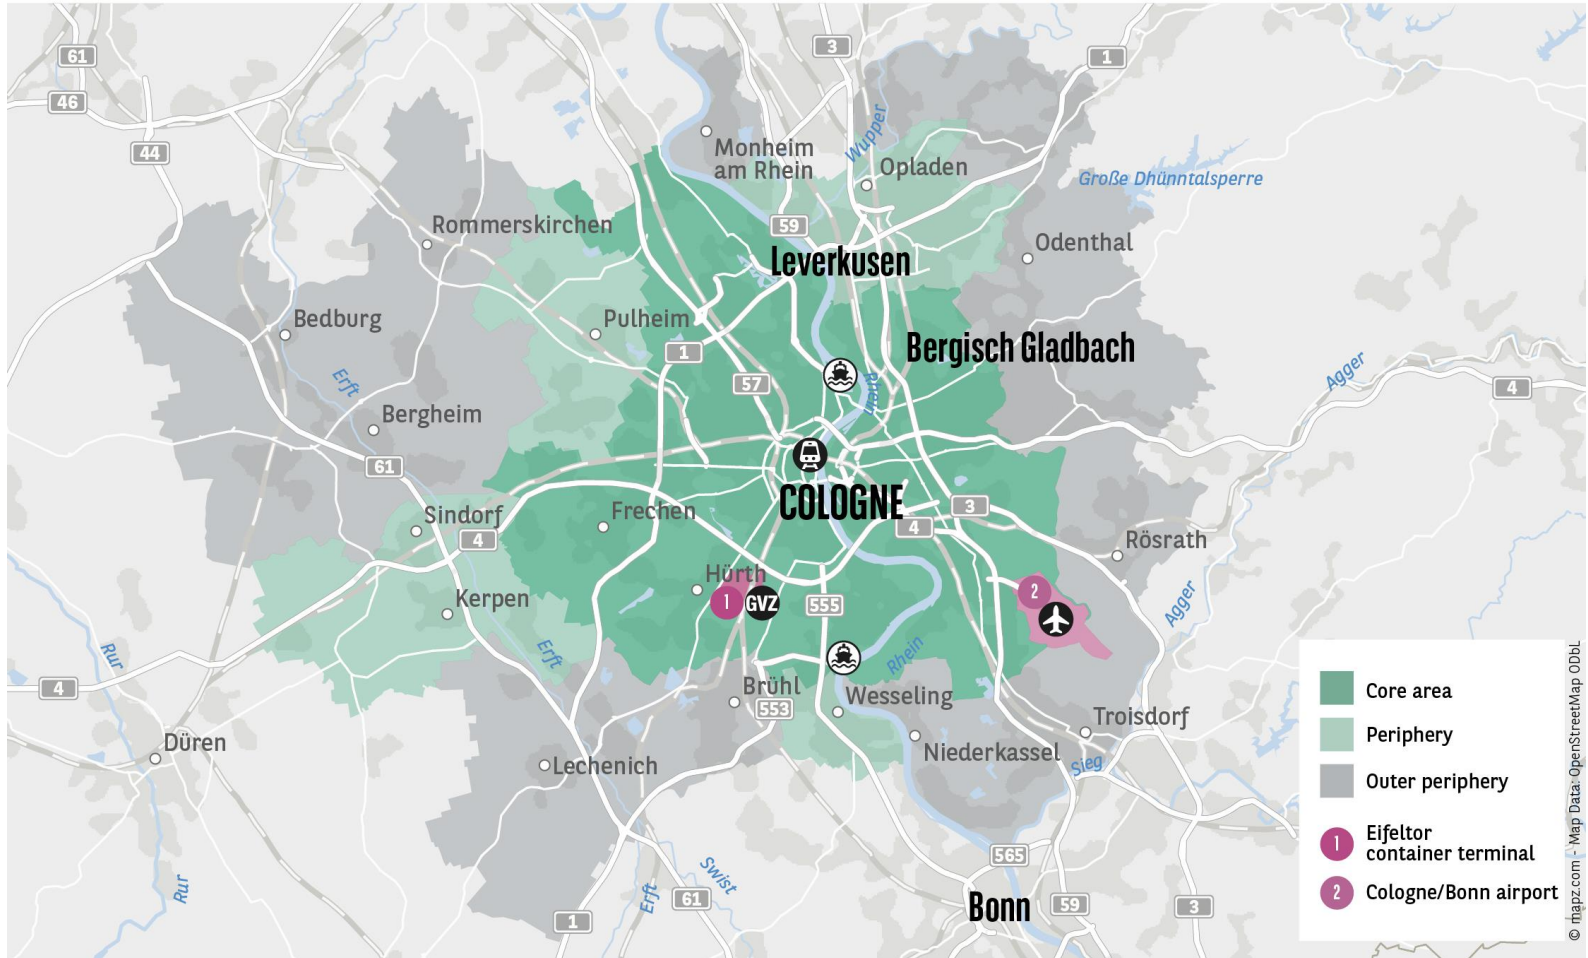 61
3
1
46
44
Monheim
am Rhein
Wupper
Opladen
Große Dhünntalsperre
Rommerskirchen
59
Odenthal
Leverkusen
Bedburg
Pulheim
1
Bergisch Gladbach
Erft
57
Rhein
Agger
4
Bergheim
61
COLOGNE
Sindorf
Frechen
3
4
4
Rösrath
Hürth
1
GVZ
555
2
Kerpen
Agger
Rur
Erft
Rhein
4
Brühl
553
Wesseling
Troisdorf
Düren
Niederkassel
Lechenich
Sieg
565
Rur
Erft
Swist
61
1
Bonn
59
3
Core area
Periphery
Outer periphery
1
Eifeltor
container terminal
2
Cologne/Bonn airport
© mapz.com - Map Data: OpenStreetMap ODbL